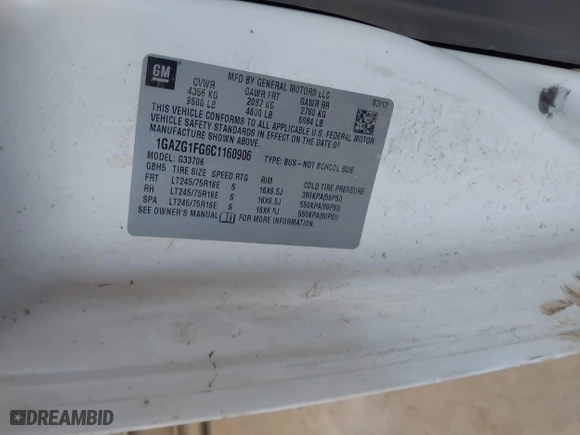 GM
MFD BY GENERAL MOTORS LLC
03/12
GVWR GAWR FRT GAWR RR
4355 KG 2087 KG 2760 KG
9600 LB 4600 LB 6084 LB
THIS VEHICLE CONFORMS TO ALL APPLICABLE U.S. FEDERAL MOTOR
VEHICLE SAFETY STANDARDS IN EFFECT ON THE DATE OF
MANUFACTURE SHOWN ABOVE.
1GAZG1FG6C1160906 TYPE: BUS-NOT SCHOOL BUS
MODEL: G33706
GBH5 TIRE SIZE SPEED RTG RIM COLD TIRE PRESSURE
FRT LT245/75R16E S 16X6.5J 380KPA(55PSI)
RR LT245/75R16E S 16X6.5J 550KPA(80PSI)
SPA LT245/75R16E S 16X6.5J 550KPA(80PSI)
SEE OWNER'S MANUAL FOR MORE INFORMATION.
DREAMBID